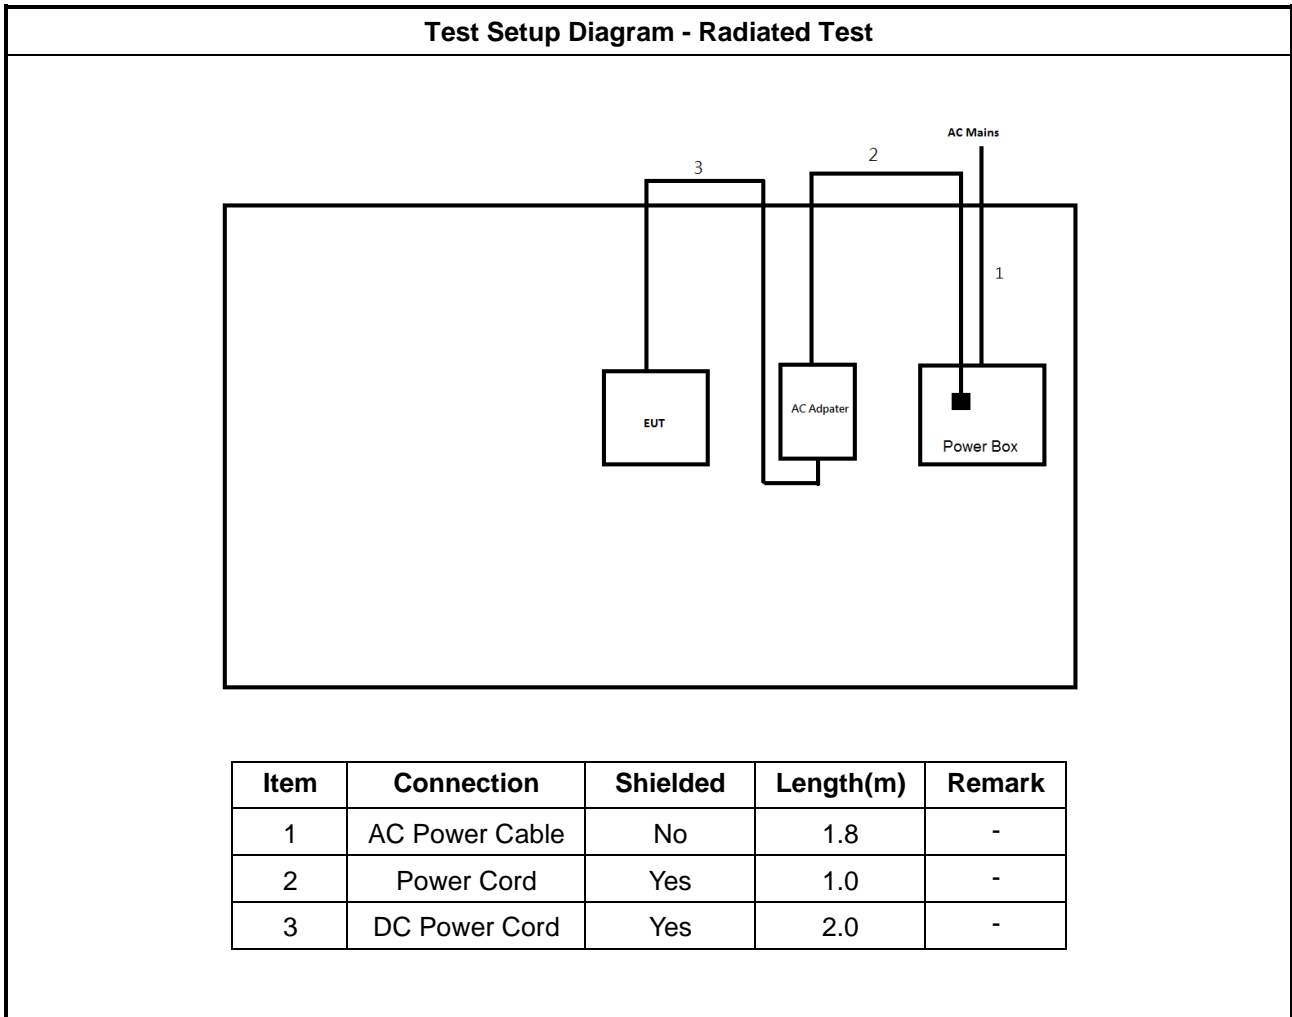 Test Setup Diagram - Radiated Test
AC Mains
3
2
1
EUT
AC Adpater
Power Box
Item Connection Shielded Length(m) Remark
1 AC Power Cable No 1.8 -
2 Power Cord Yes 1.0 -
3 DC Power Cord Yes 2.0 -